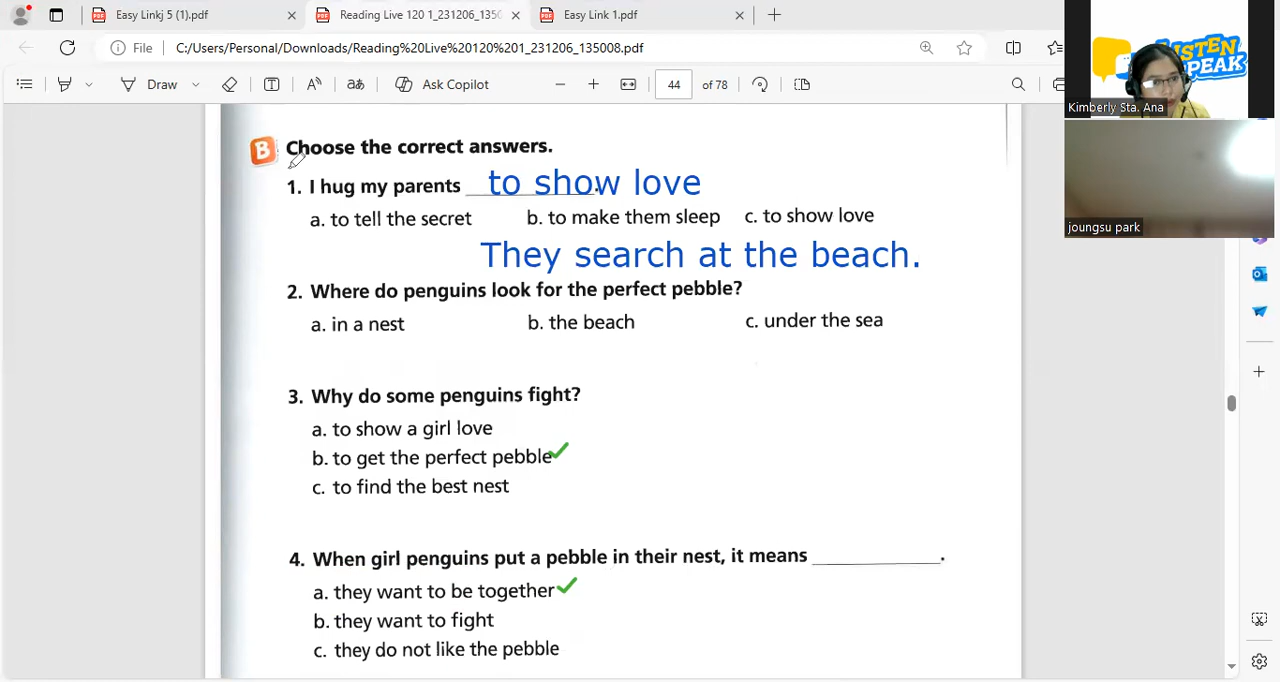 Easy Linkj 5 (1).pdf
Reading Live 120 1_231206_1350
Easy Link 1.pdf
File
C:/Users/Personal/Downloads/Reading%20Live%20120%201_231206_135008.pdf
Draw
Ask Copilot
44 of 78
LISTEN
SPEAK
Kimberly Sta. Ana
joungsu park
B Choose the correct answers.
1. I hug my parents ____________.
to show love
a. to tell the secret b. to make them sleep c. to show love
They search at the beach.
2. Where do penguins look for the perfect pebble?
a. in a nest b. the beach c. under the sea
3. Why do some penguins fight?
a. to show a girl love
b. to get the perfect pebble
c. to find the best nest
4. When girl penguins put a pebble in their nest, it means ____________.
a. they want to be together
b. they want to fight
c. they do not like the pebble